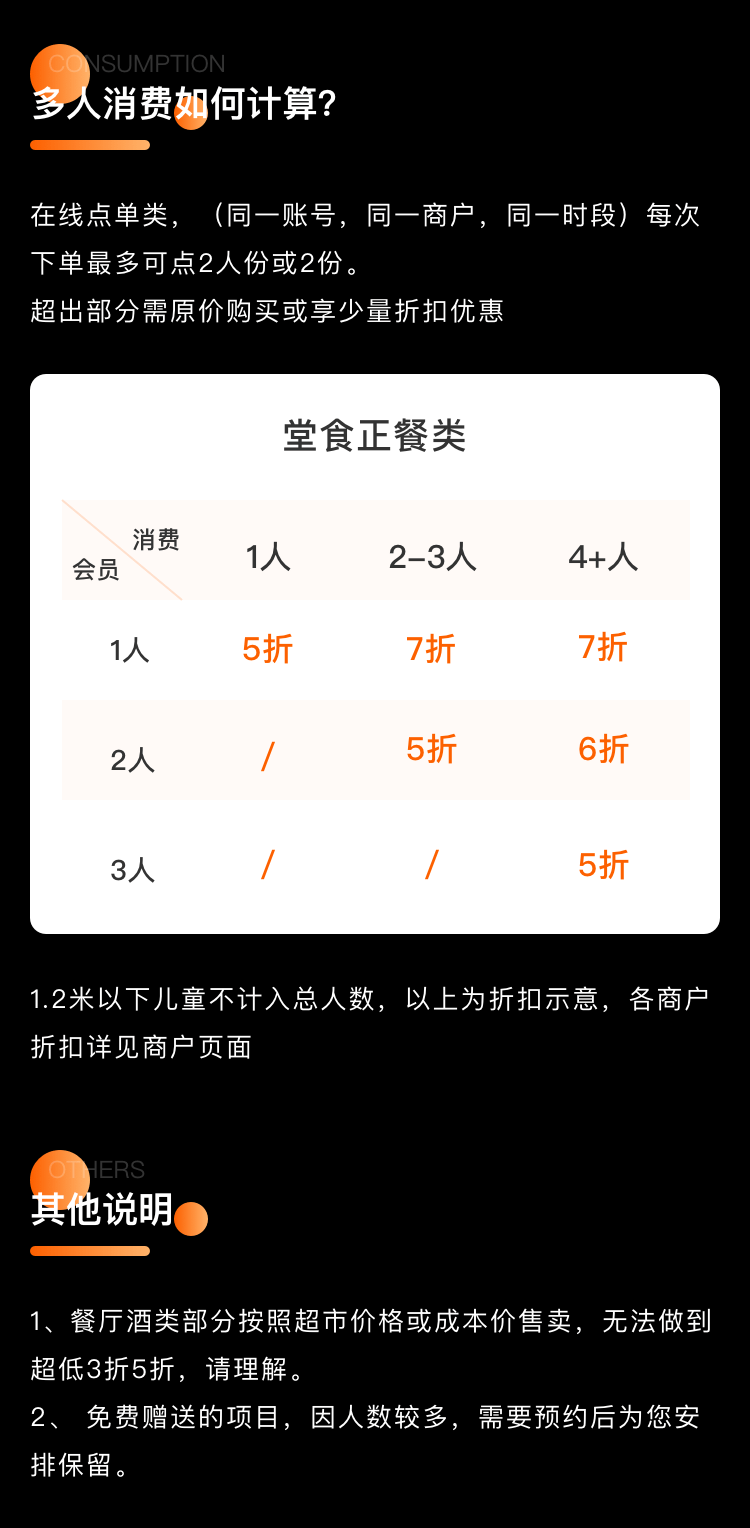 CONSUMPTION
多人消费如何计算?
在线点单类，（同一账号，同一商户，同一时段）每次
下单最多可点2人份或2份。
超出部分需原价购买或享少量折扣优惠
堂食正餐类
消费
会员
1人
2–3人
4+人
1人
5折
7折
7折
2人
/
5折
6折
3人
/
/
5折
1.2米以下儿童不计入总人数，以上为折扣示意，各商户
折扣详见商户页面
OTHERS
其他说明
1、餐厅酒类部分按照超市价格或成本价售卖，无法做到
超低3折5折，请理解。
2、 免费赠送的项目，因人数较多，需要预约后为您安
排保留。